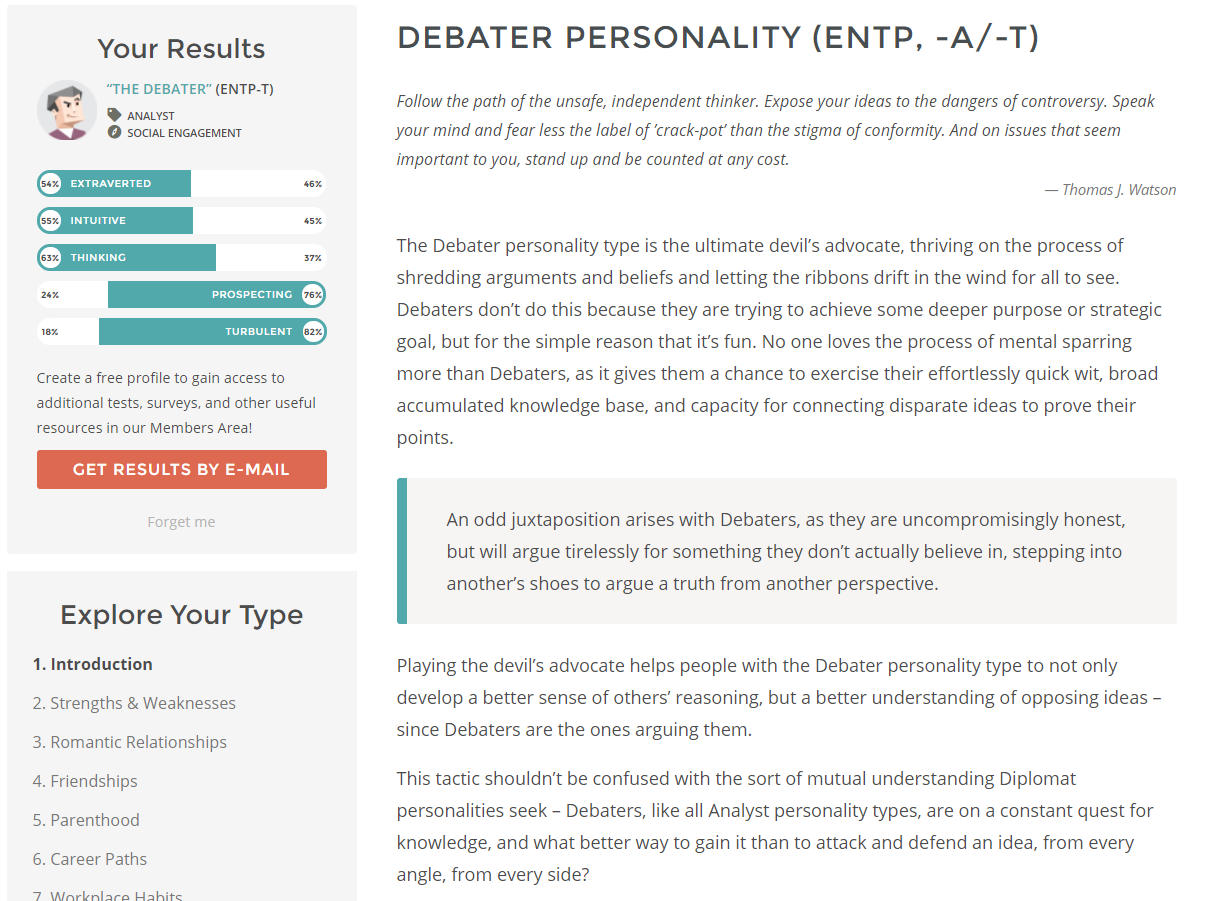 Your Results
“THE DEBATER” (ENTP-T)
ANALYST
SOCIAL ENGAGEMENT
54% EXTRAVERTED 46%
55% INTUITIVE 45%
63% THINKING 37%
24% PROSPECTING 76%
18% TURBULENT 82%
Create a free profile to gain access to
additional tests, surveys, and other useful
resources in our Members Area!
GET RESULTS BY E-MAIL
Forget me
Explore Your Type
1. Introduction
2. Strengths & Weaknesses
3. Romantic Relationships
4. Friendships
5. Parenthood
6. Career Paths
7. Workplace Habits
DEBATER PERSONALITY (ENTP, -A/-T)
Follow the path of the unsafe, independent thinker. Expose your ideas to the dangers of controversy. Speak
your mind and fear less the label of ’crack-pot’ than the stigma of conformity. And on issues that seem
important to you, stand up and be counted at any cost.
— Thomas J. Watson
The Debater personality type is the ultimate devil’s advocate, thriving on the process of
shredding arguments and beliefs and letting the ribbons drift in the wind for all to see.
Debaters don’t do this because they are trying to achieve some deeper purpose or strategic
goal, but for the simple reason that it’s fun. No one loves the process of mental sparring
more than Debaters, as it gives them a chance to exercise their effortlessly quick wit, broad
accumulated knowledge base, and capacity for connecting disparate ideas to prove their
points.
An odd juxtaposition arises with Debaters, as they are uncompromisingly honest,
but will argue tirelessly for something they don’t actually believe in, stepping into
another’s shoes to argue a truth from another perspective.
Playing the devil’s advocate helps people with the Debater personality type to not only
develop a better sense of others’ reasoning, but a better understanding of opposing ideas –
since Debaters are the ones arguing them.
This tactic shouldn’t be confused with the sort of mutual understanding Diplomat
personalities seek – Debaters, like all Analyst personality types, are on a constant quest for
knowledge, and what better way to gain it than to attack and defend an idea, from every
angle, from every side?